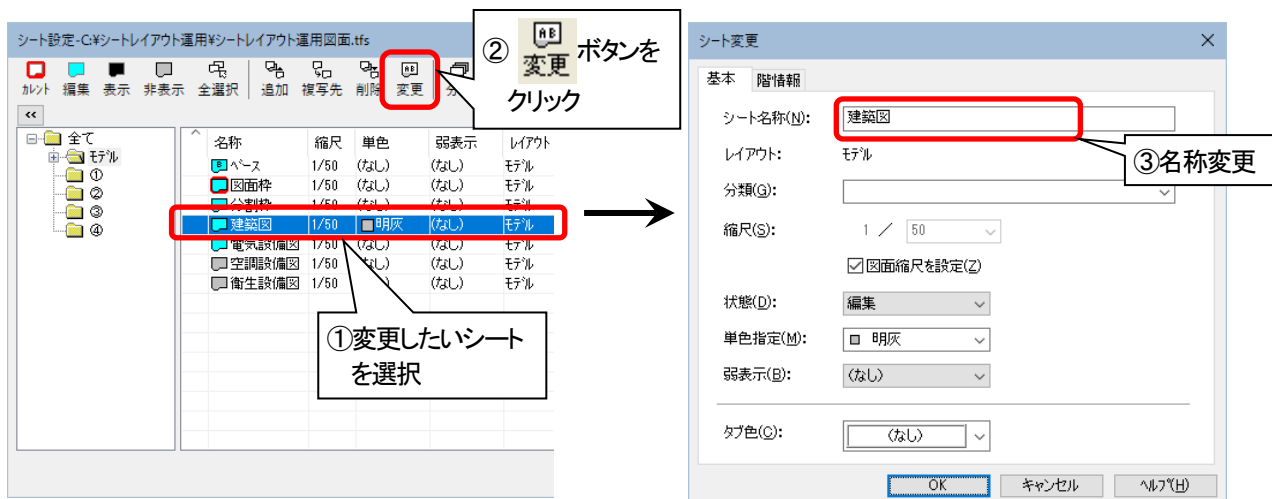 シート設定-C:¥シートレイアウト運用¥シートレイアウト運用図面.tfs
カレント 編集 表示 非表示 全選択 追加 複写先 削除 変更 分
② AB 変更 ボタンを
クリック
<<
全て
モデル
①
②
③
④
名称 縮尺 単色 弱表示 レイアウト
ベース 1/50 (なし) (なし) モデル
図面枠 1/50 (なし) (なし) モデル
分割枠 1/50 (なし) (なし) モデル
建築図 1/50 明灰 (なし) モデル
電気設備図 1/50 (なし) (なし) モデル
空調設備図 1/50 (なし) (なし) モデル
衛生設備図 1/50 (なし) モデル
①変更したいシート
を選択
シート変更
基本 階情報
シート名称(N): 建築図
③名称変更
レイアウト: モデル
分類(G):
縮尺(S): 1 / 50
図面縮尺を設定(Z)
状態(D): 編集
単色指定(M): 明灰
弱表示(B): (なし)
タブ色(C): (なし)
OK キャンセル ヘルプ(H)